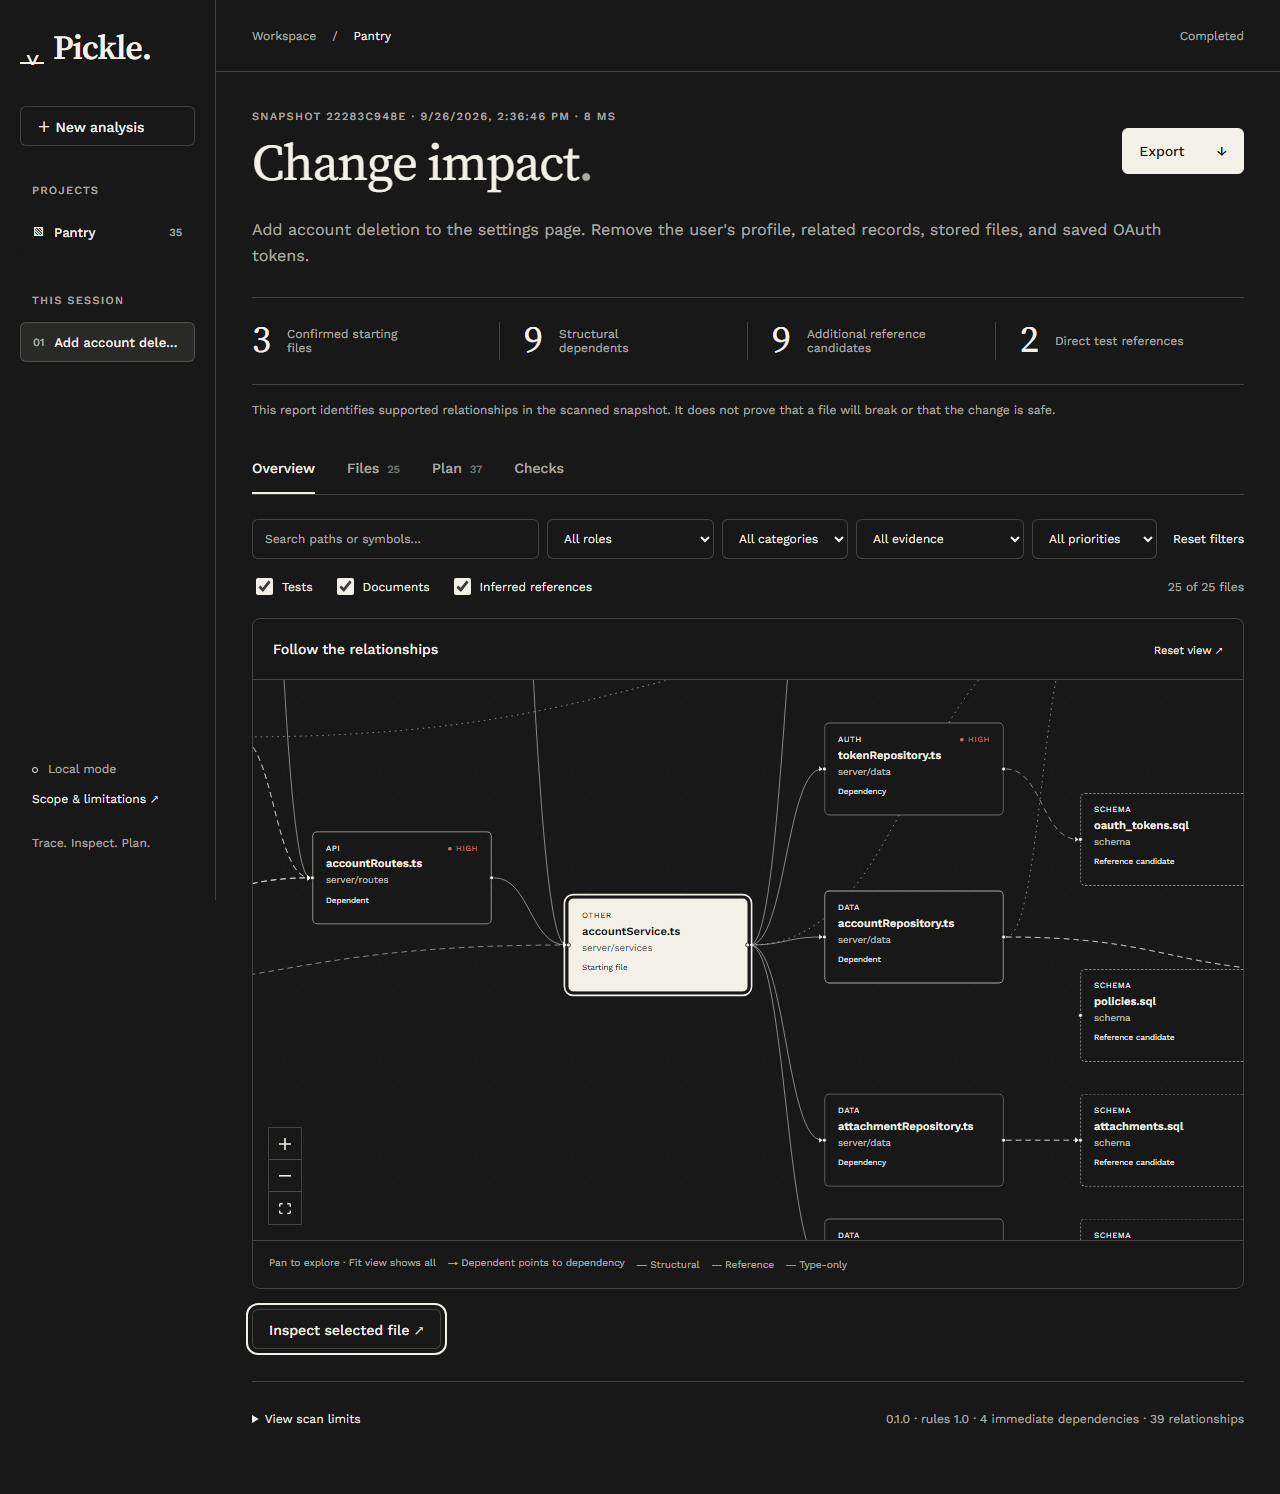 Pickle.
+ New analysis
PROJECTS
Pantry 35
THIS SESSION
01 Add account dele...
Local mode
Scope & limitations ↗
Trace. Inspect. Plan.
Workspace / Pantry
Completed
SNAPSHOT 22283C948E · 9/26/2026, 2:36:46 PM · 8 MS
Change impact.
Export ↓
Add account deletion to the settings page. Remove the user's profile, related records, stored files, and saved OAuth
tokens.
3 Confirmed starting
files
9 Structural
dependents
9 Additional reference
candidates
2 Direct test references
This report identifies supported relationships in the scanned snapshot. It does not prove that a file will break or that the change is safe.
Overview Files 25 Plan 37 Checks
Search paths or symbols... All roles All categories All evidence All priorities Reset filters
Tests Documents Inferred references 25 of 25 files
Follow the relationships Reset view ↗
AUTH HIGH
tokenRepository.ts
server/data
Dependency
SCHEMA
oauth_tokens.sql
schema
Reference candidate
API HIGH
accountRoutes.ts
server/routes
Dependent
OTHER
accountService.ts
server/services
Starting file
DATA
accountRepository.ts
server/data
Dependent
SCHEMA
policies.sql
schema
Reference candidate
DATA
attachmentRepository.ts
server/data
Dependency
SCHEMA
attachments.sql
schema
Reference candidate
DATA
SCHEMA
Pan to explore · Fit view shows all → Dependent points to dependency — Structural — Reference — Type-only
Inspect selected file ↗
View scan limits
0.1.0 · rules 1.0 · 4 immediate dependencies · 39 relationships